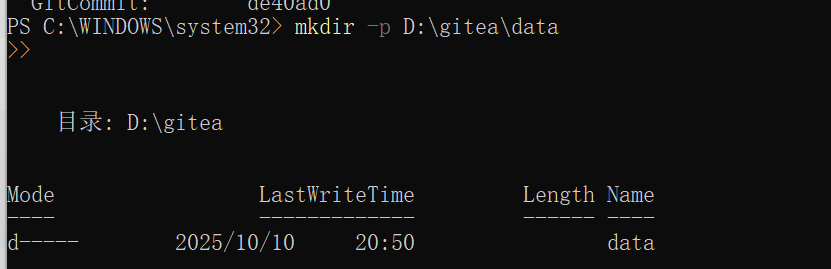 GitCommit: de40ad0
PS C:\WINDOWS\system32> mkdir -p D:\gitea\data
>>
目录: D:\gitea
Mode LastWriteTime Length Name
---- ------------- ------ ----
d----- 2025/10/10 20:50 data